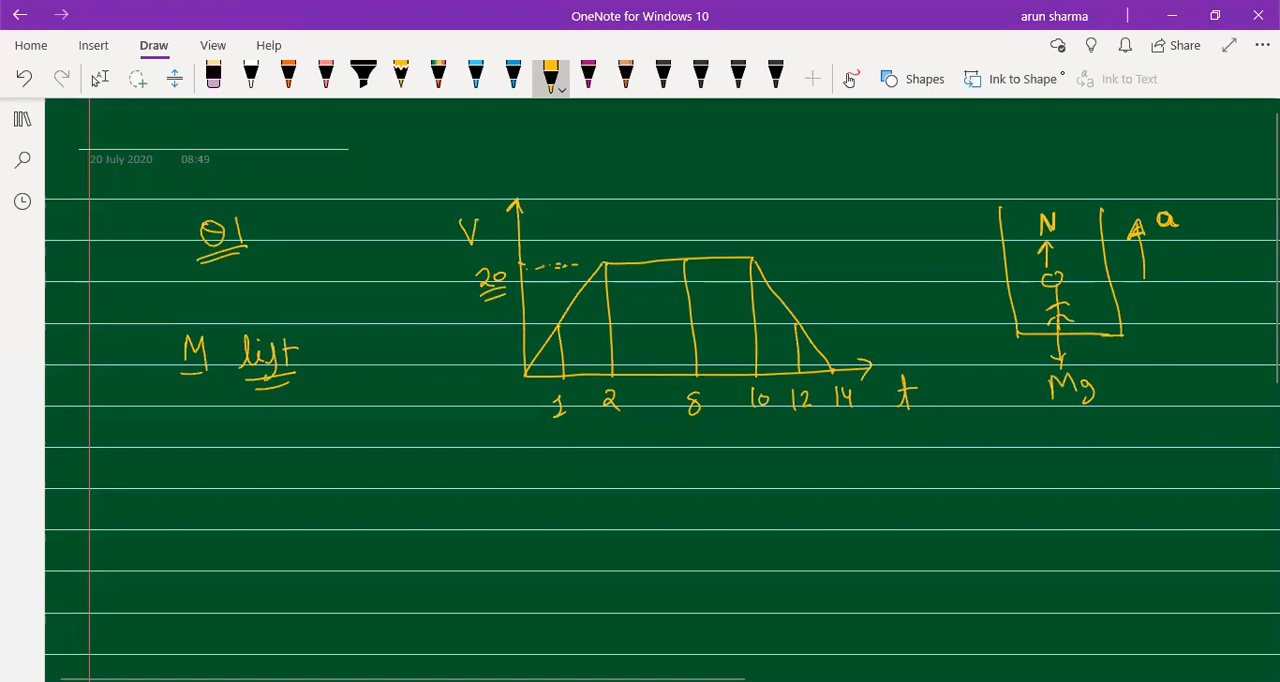 OneNote for Windows 10
arun sharma
Home Insert Draw View Help
Share
Shapes Ink to Shape Ink to Text
20 July 2020 08:49
Q1
V
20
N
a
M lift
Mg
1 2 8 10 12 14 t